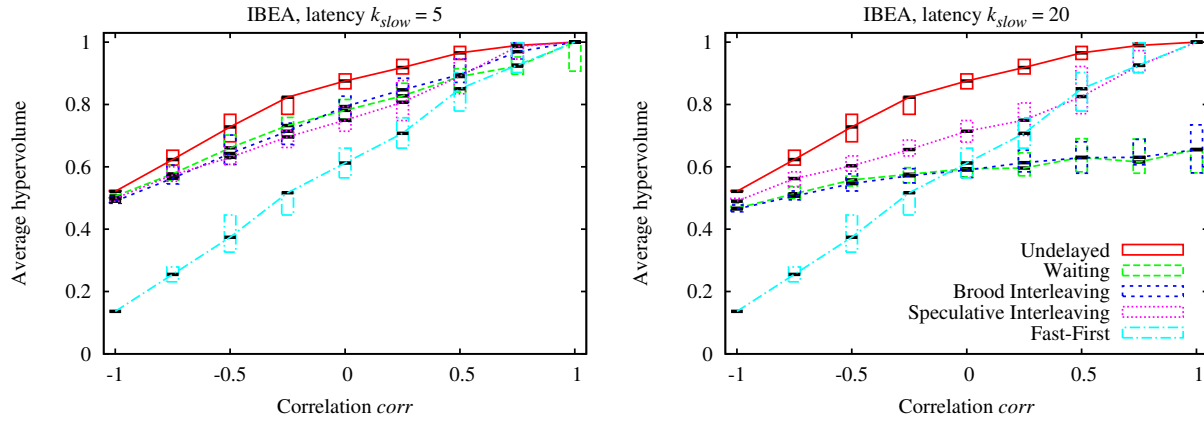 IBEA, latency k_slow = 5
1
0.8
0.6
0.4
0.2
0
Average hypervolume
-1 -0.5 0 0.5 1
Correlation corr
IBEA, latency k_slow = 20
1
0.8
0.6
0.4
0.2
0
Average hypervolume
Undelayed
Waiting
Brood Interleaving
Speculative Interleaving
Fast-First
-1 -0.5 0 0.5 1
Correlation corr